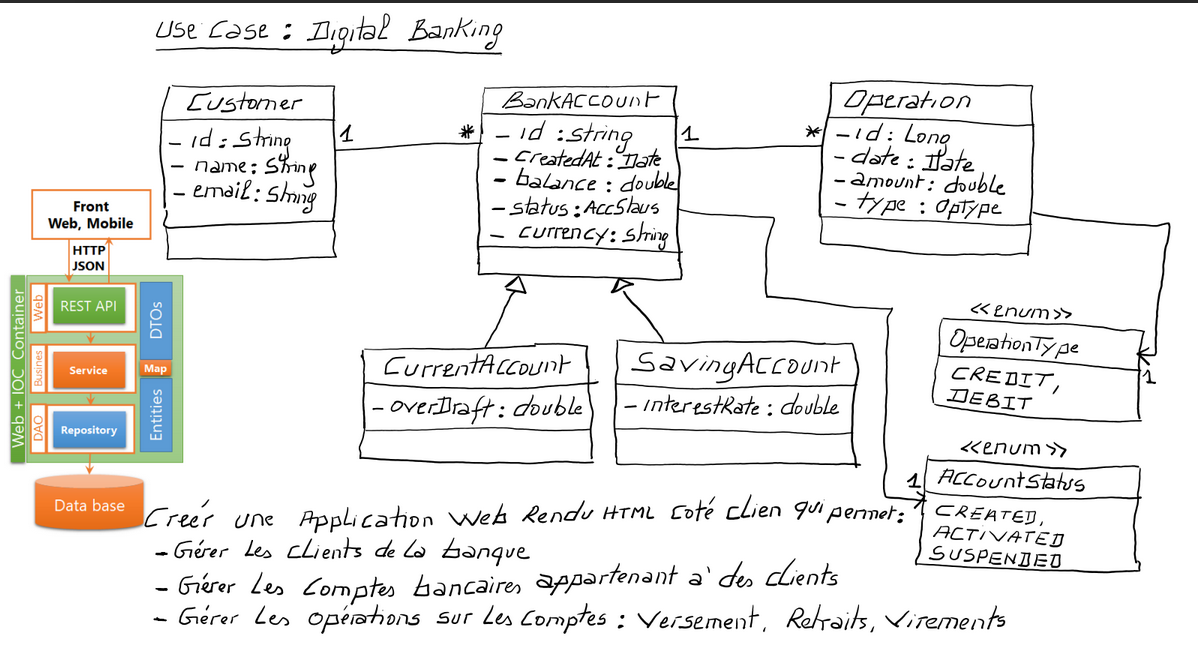 Use Case : Digital Banking
Customer
- id : String
- name : String
- email : String
1
*
BankAccount
- id : string
- createdAt : Date
- balance : double
- status : AccStaus
- currency : String
1
*
Operation
- id : Long
- date : Date
- amount : double
- type : OpType
CurrentAccount
- overDraft : double
SavingAccount
- interestRate : double
<<enum>>
OperationType
CREDIT,
DEBIT
1
<<enum>>
1
AccountStatus
CREATED,
ACTIVATED
SUSPENDED
Front
Web, Mobile
HTTP
JSON
Web + IOC Container
Web
REST API
DTOs
Busines
Service
Map
DAO
Repository
Entities
Data base
Creér une Application Web Rendu HTML Coté Clien qui permet :
- Gérer Les Clients de La banque
- Gérer Les Comptes bancaires appartenant à des clients
- Gérer Les opérations sur Les Comptes : Versement, Retraits, Virements